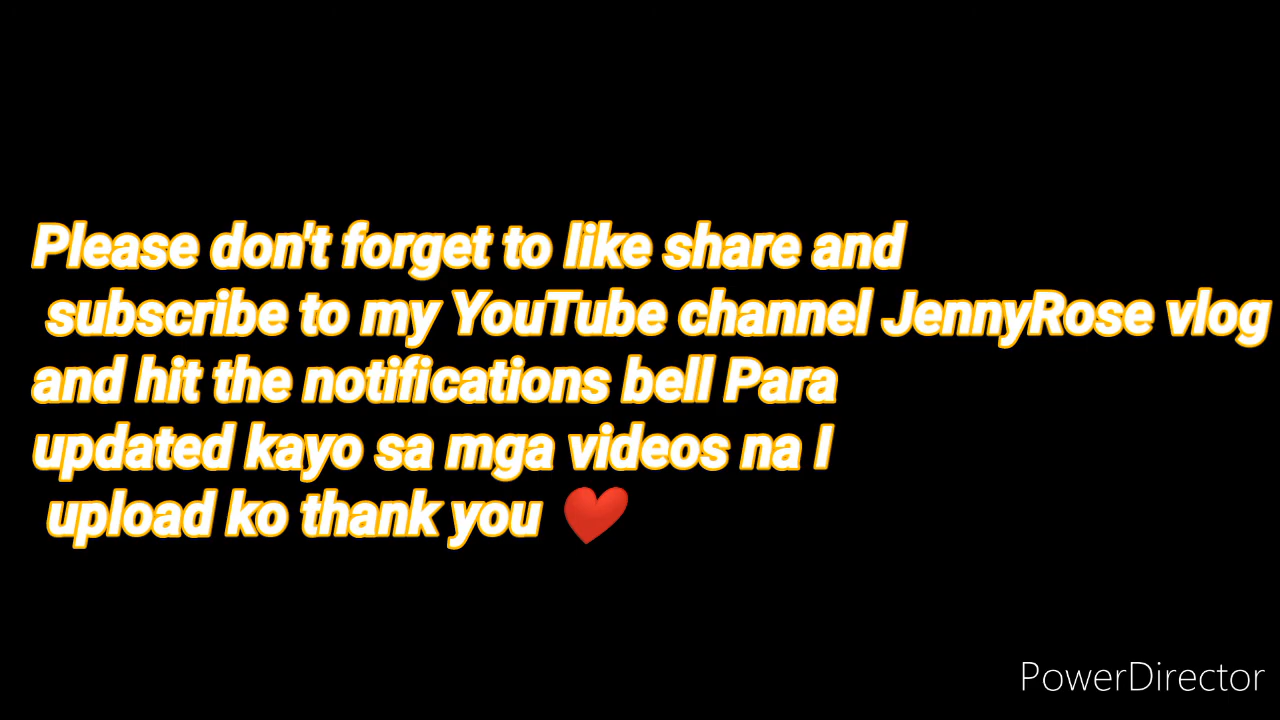 Please don't forget to like share and
subscribe to my YouTube channel JennyRose vlog
and hit the notifications bell Para
updated kayo sa mga videos na I
upload ko thank you ❤️
PowerDirector